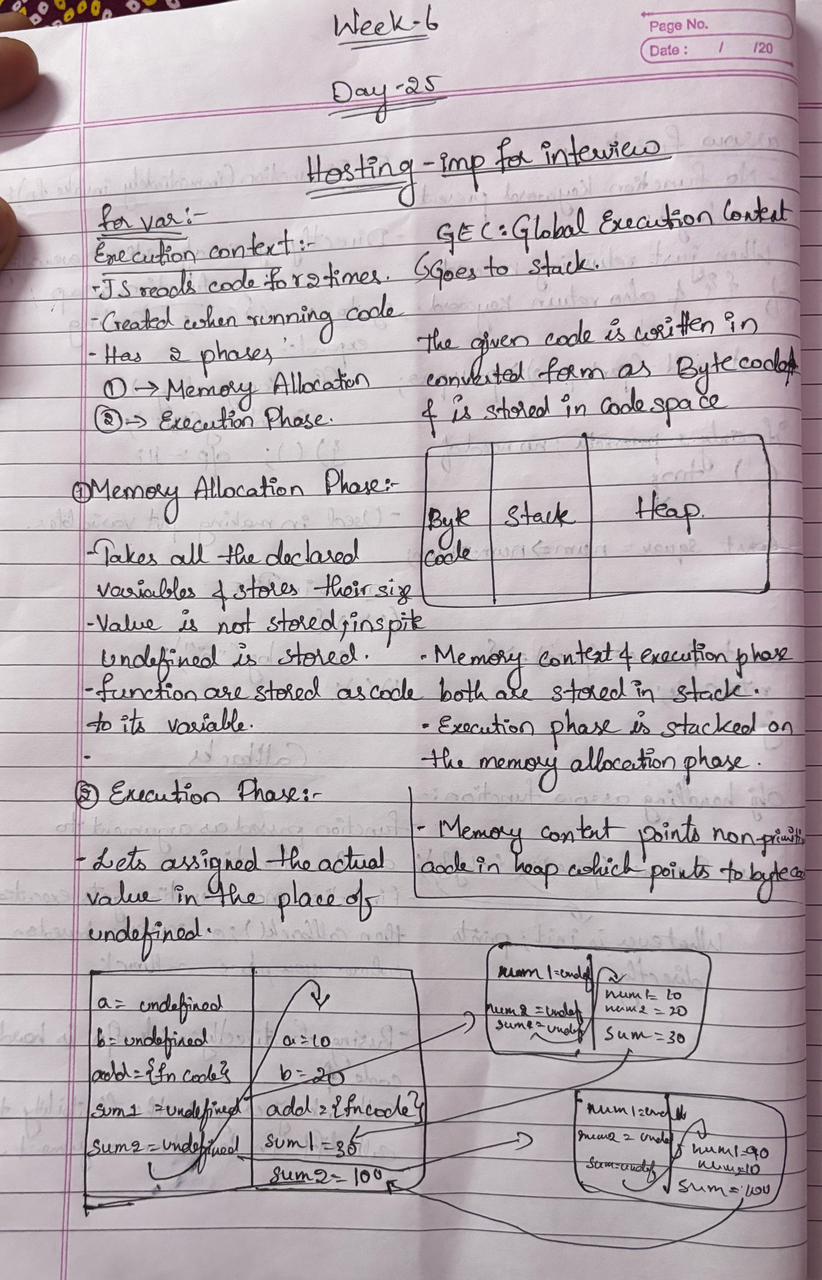 Week-6
Page No.
Date : / /20
Day-25
Hosting-imp for interview
for var:-
Execution context:-
-JS reads code for 2 times.
-Created when running code
- Has 2 phases
① → Memory Allocation
② → Execution Phase.
GEC: Global Execution Context
↳Goes to stack.
the given code is written in
converted form as Byte code
& is stored in code space
Byte code
Stack
Heap.
① Memory Allocation Phase:-
-Takes all the declared
variables & stores their size
-Value is not stored, inspite
undefined is stored.
-function are stored as code
to its variable.
-
- Memory context & execution phase
both are stored in stack.
- Execution phase is stacked on
the memory allocation phase.
② Execution Phase:-
- Lets assigned the actual
value in the place of
undefined.
- Memory content points non-primiti
code in heap which points to byte co
a = undefined
b = undefined
add = {fn code}
sum1 = undefined
sum2 = undefined
a = 10
b = 20
add = {fncode}
sum1 = 30
sum2 = 100
num1 = undef
num2 = undef
sum = undef
num1 = 10
num2 = 20
sum = 30
num1 = undef
num2 = undef
sum = undef
num1 = 90
num = 10
sum = 100